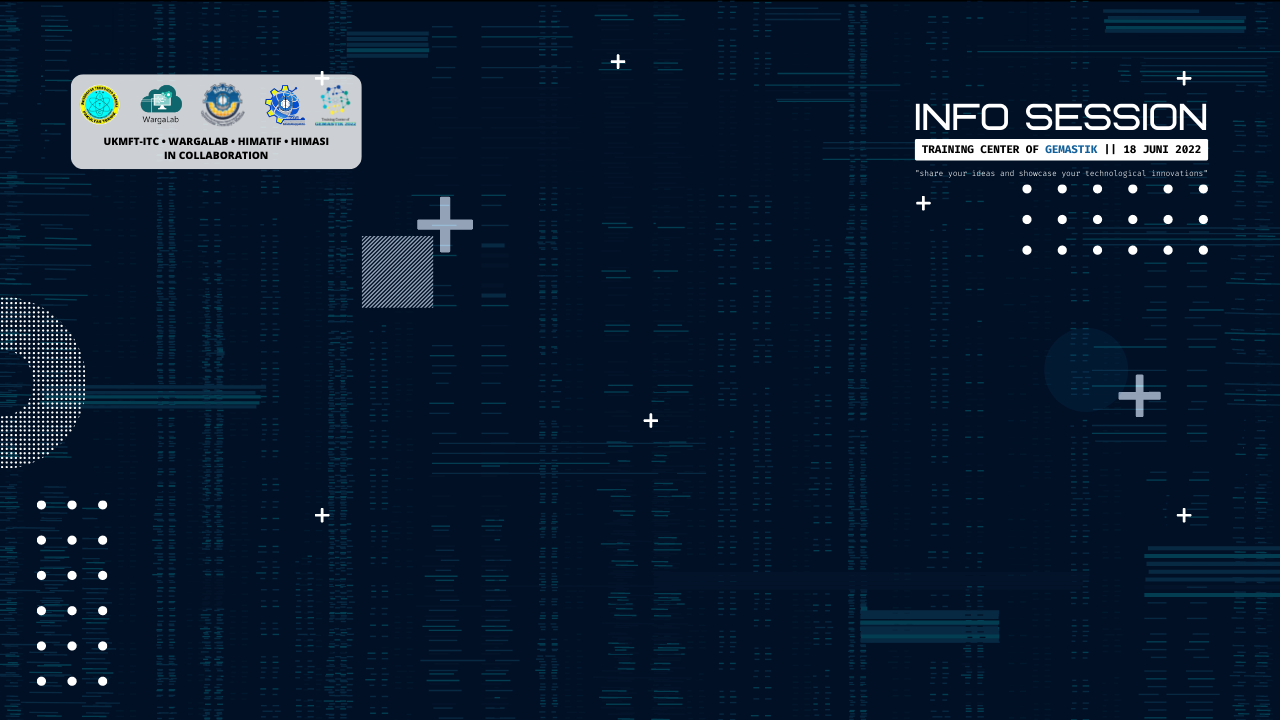 WargaLab
UKMFT-ITC • WARGALAB • HIMATIF • HIMASI
IN COLLABORATION
INFO SESSION
TRAINING CENTER OF GEMASTIK || 18 JUNI 2022
"share your ideas and showcase your technological innovations"